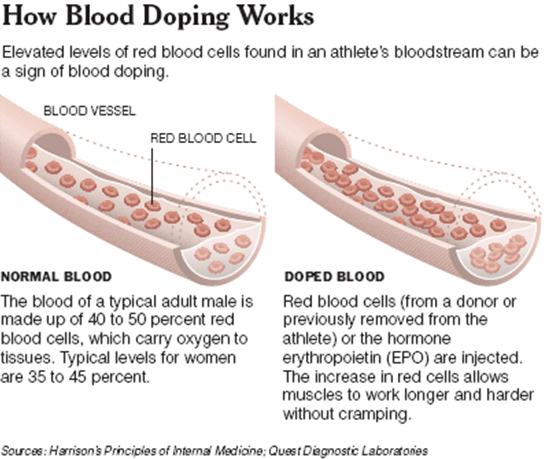 How Blood Doping Works
Elevated levels of red blood cells found in an athlete's bloodstream can be
a sign of blood doping.
BLOOD VESSEL
RED BLOOD CELL
NORMAL BLOOD
The blood of a typical adult male is
made up of 40 to 50 percent red
blood cells, which carry oxygen to
tissues. Typical levels for women
are 35 to 45 percent.
DOPED BLOOD
Red blood cells (from a donor or
previously removed from the
athlete) or the hormone
erythropoietin (EPO) are injected.
The increase in red cells allows
muscles to work longer and harder
without cramping.
Sources: Harrison's Principles of Internal Medicine; Quest Diagnostic Laboratories